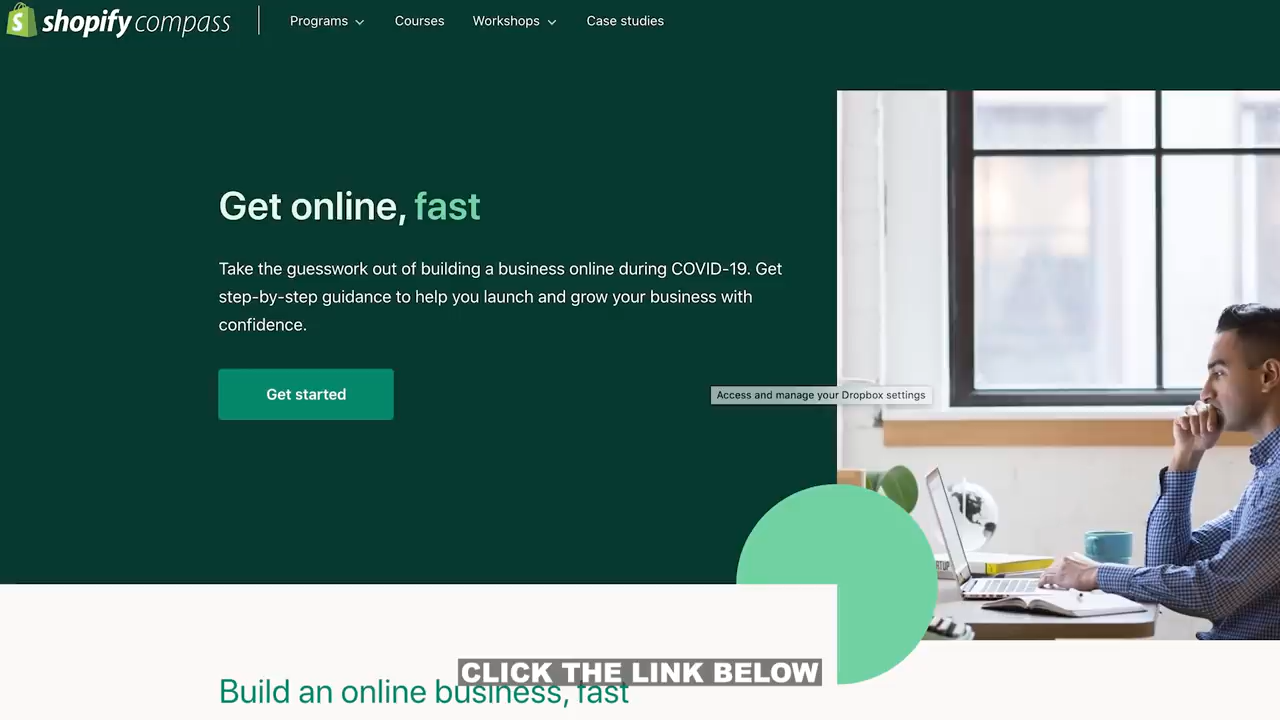 shopify compass
Programs
Courses
Workshops
Case studies
Get online, fast
Take the guesswork out of building a business online during COVID-19. Get
step-by-step guidance to help you launch and grow your business with
confidence.
Get started
Access and manage your Dropbox settings
CLICK THE LINK BELOW
Build an online business, fast